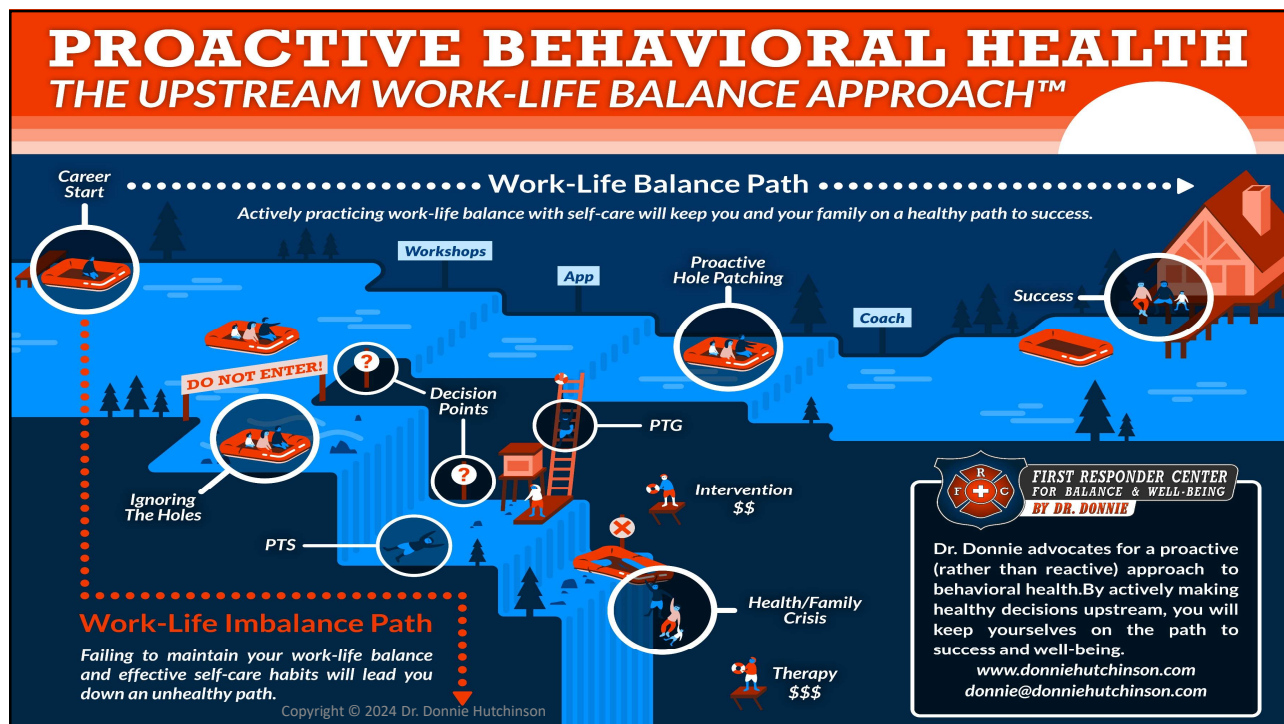 PROACTIVE BEHAVIORAL HEALTH
THE UPSTREAM WORK-LIFE BALANCE APPROACH™
Career
Start
Work-Life Balance Path
Actively practicing work-life balance with self-care will keep you and your family on a healthy path to success.
Workshops
App
Proactive
Hole Patching
Coach
Success
DO NOT ENTER!
?
Decision
Points
?
PTG
Ignoring
The Holes
PTS
Intervention
$$
Health/Family
Crisis
Therapy
$$$
Work-Life Imbalance Path
Failing to maintain your work-life balance
and effective self-care habits will lead you
down an unhealthy path.
Copyright © 2024 Dr. Donnie Hutchinson
R
F C
FIRST RESPONDER CENTER
FOR BALANCE & WELL-BEING
BY DR. DONNIE
Dr. Donnie advocates for a proactive
(rather than reactive) approach to
behavioral health.By actively making
healthy decisions upstream, you will
keep yourselves on the path to
success and well-being.
www.donniehutchinson.com
donnie@donniehutchinson.com